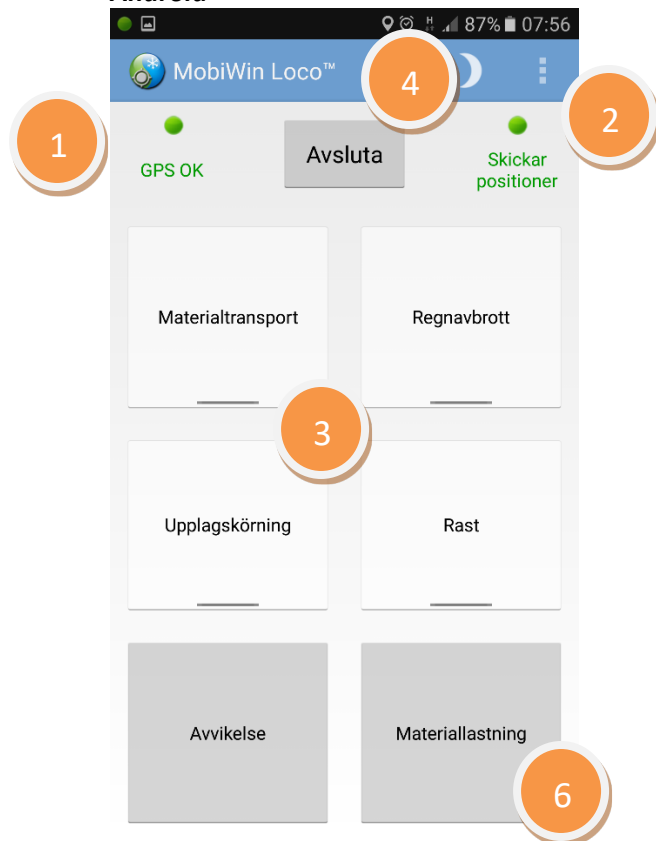 87% 07:56
MobiWin Loco™
4
1
2
GPS OK
Avsluta
Skickar
positioner
Materialtransport
Regnavbrott
3
Upplagskörning
Rast
Avvikelse
Materiallastning
6